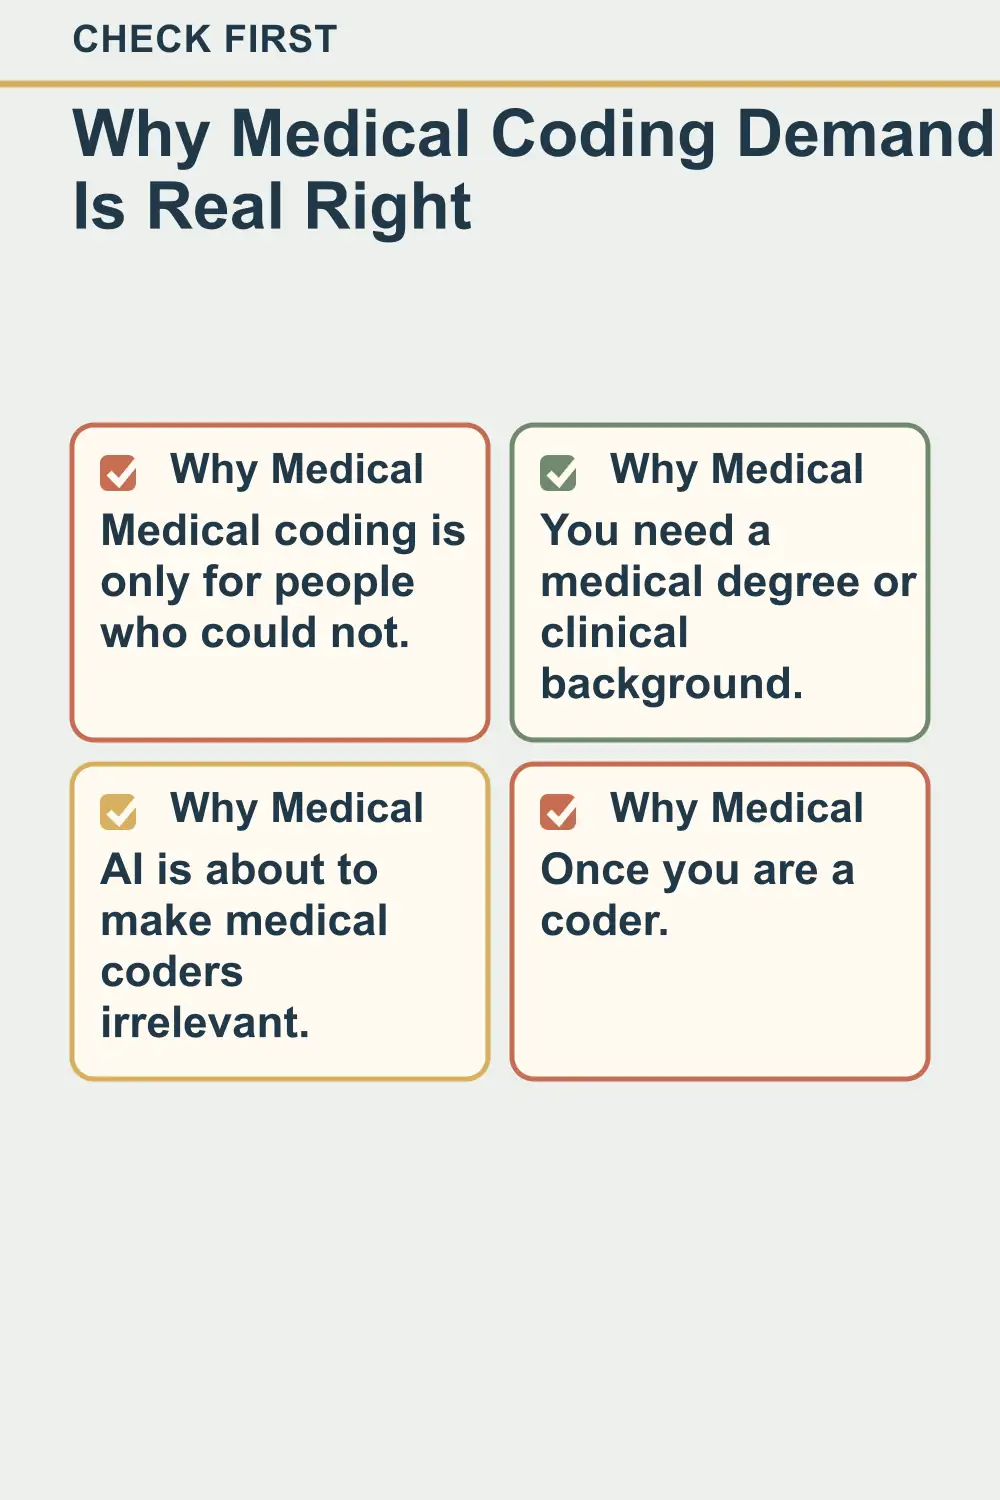 CHECK FIRST
Why Medical Coding Demand
Is Real Right
Why Medical
Medical coding is
only for people
who could not.
Why Medical
You need a
medical degree or
clinical
background.
Why Medical
AI is about to
make medical
coders
irrelevant.
Why Medical
Once you are a
coder.